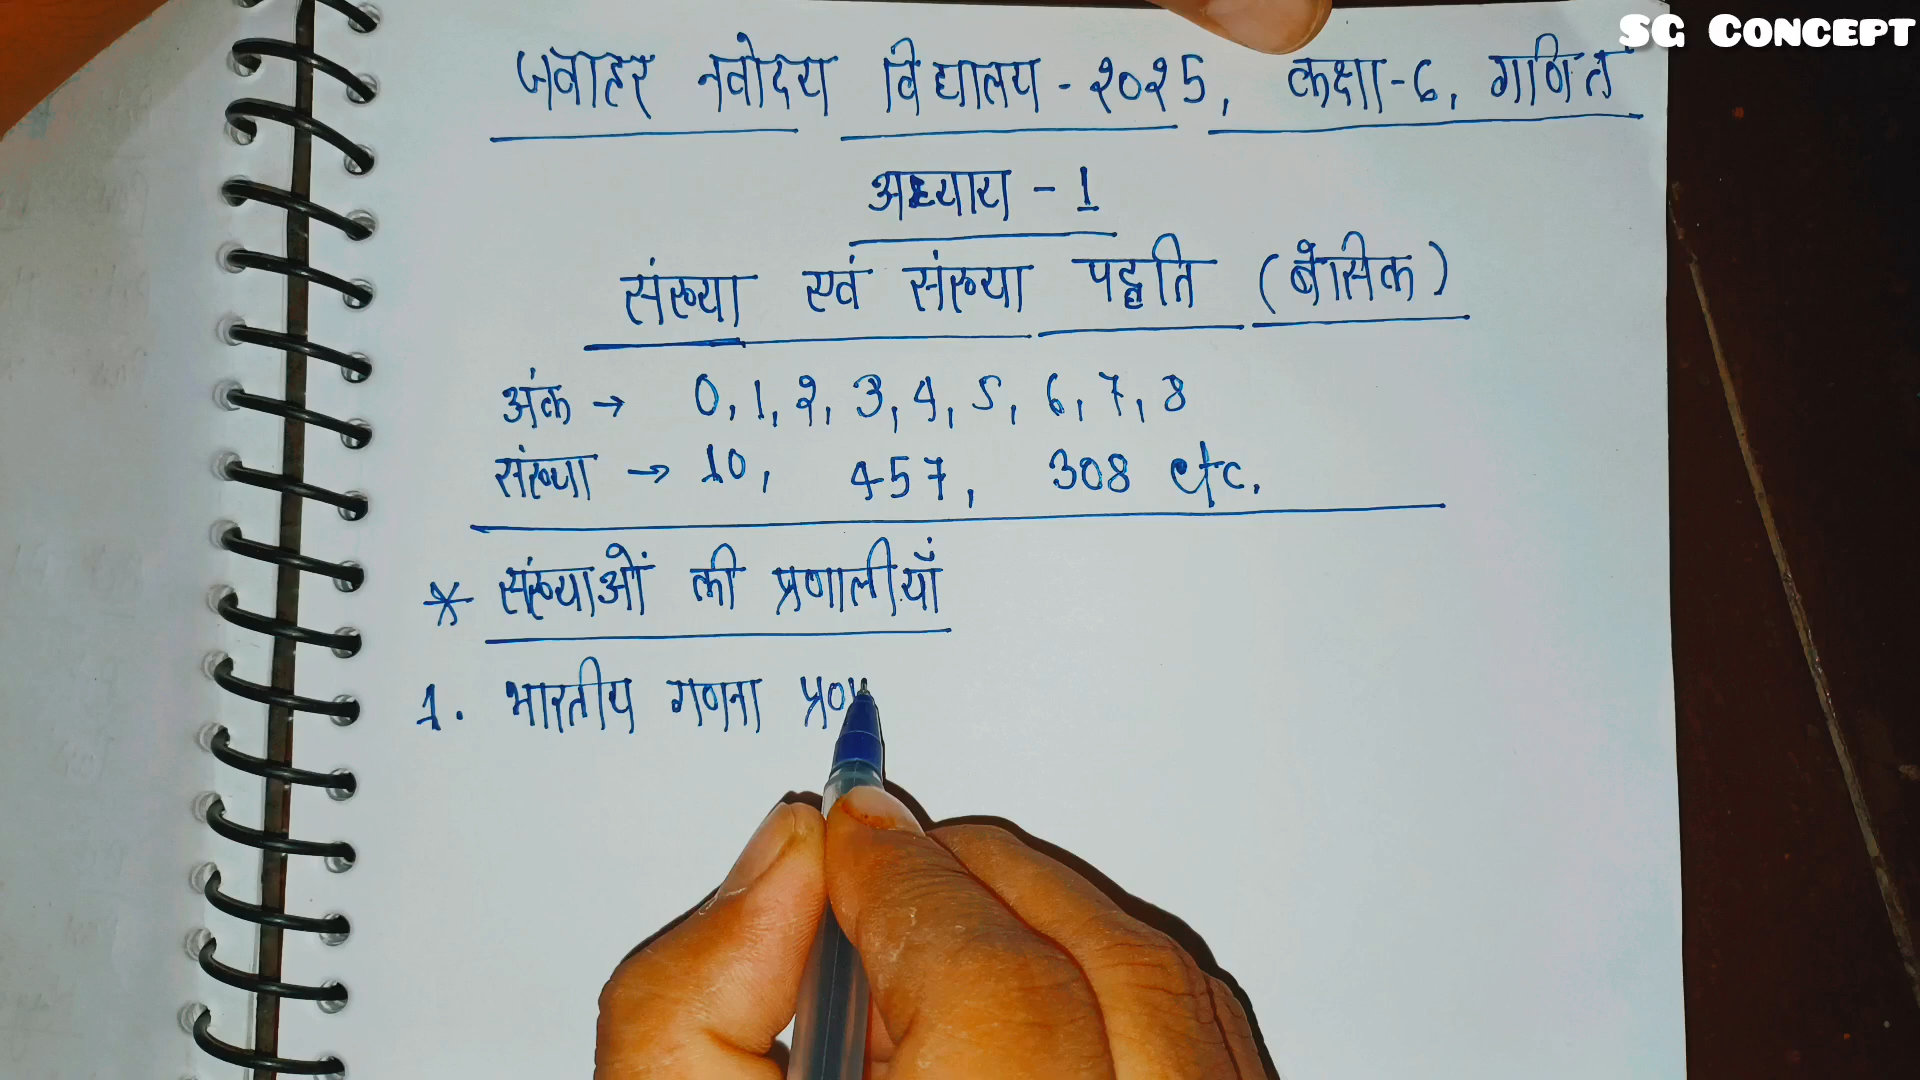 SG CONCEPT
जवाहर नवोदय विद्यालय - २०२5, कक्षा-6, गणित
अध्याय - 1
संख्या एवं संख्या पद्धति (बेसिक)
अंक → 0, 1, 2, 3, 4, 5, 6, 7, 8
संख्या → 10, 457, 308 etc.
* संख्याओं की प्रणालीयाँ
1. भारतीय गणना